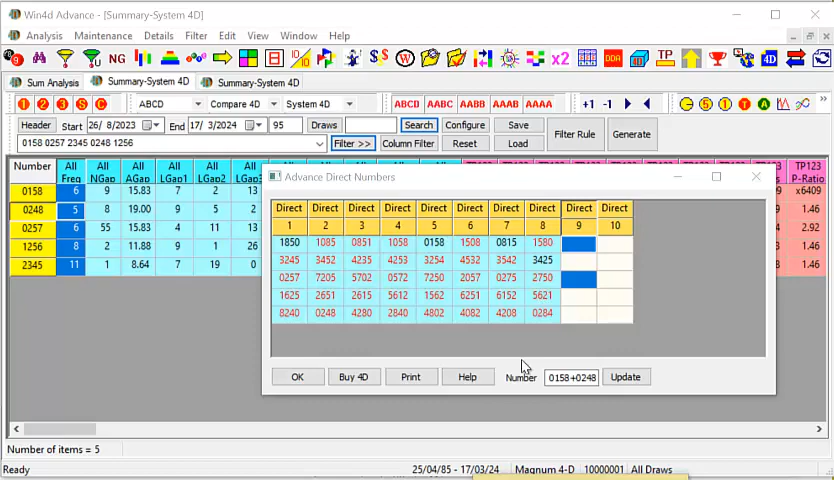 Win4d Advance - [Summary-System 4D]
Analysis Maintenance Details Filter Edit View Window Help
NG TP x2 4D
Sum Analysis Summary-System 4D Summary-System 4D
1 2 3 S C ABCD Compare 4D System 4D ABCD AABC AABB AAAB AAAA +1 -1
Header Start 26/ 8/2023 End 17/ 3/2024 95 Draws Search Configure Save Filter Rule Generate
0158 0257 2345 0248 1256 Filter >> Column Filter Reset Load
Number All Freq All NGap All AGap All LGap1 All LGap2 All LGap3 TP123 P-Ratio
0158 6 9 15.83 7 2 13 x6409
0248 5 8 19.00 9 5 2 1.46
0257 6 55 15.83 4 11 13 2.92
1256 8 2 11.88 9 1 26 1.46
2345 11 1 8.64 7 19 0 1.46
Advance Direct Numbers
Direct Direct Direct Direct Direct Direct Direct Direct Direct Direct
1 2 3 4 5 6 7 8 9 10
1850 1085 0851 1058 0158 1508 0815 1580
3245 3452 4235 4253 3254 4532 3542 3425
0257 7205 5702 0572 7250 2057 0275 2750
1625 2651 2615 5612 1562 6251 6152 5621
8240 0248 4280 2840 4802 4082 4208 0284
OK Buy 4D Print Help Number 0158+0248 Update
Number of items = 5
Ready 25/04/85 - 17/03/24 Magnum 4-D 10000001 All Draws